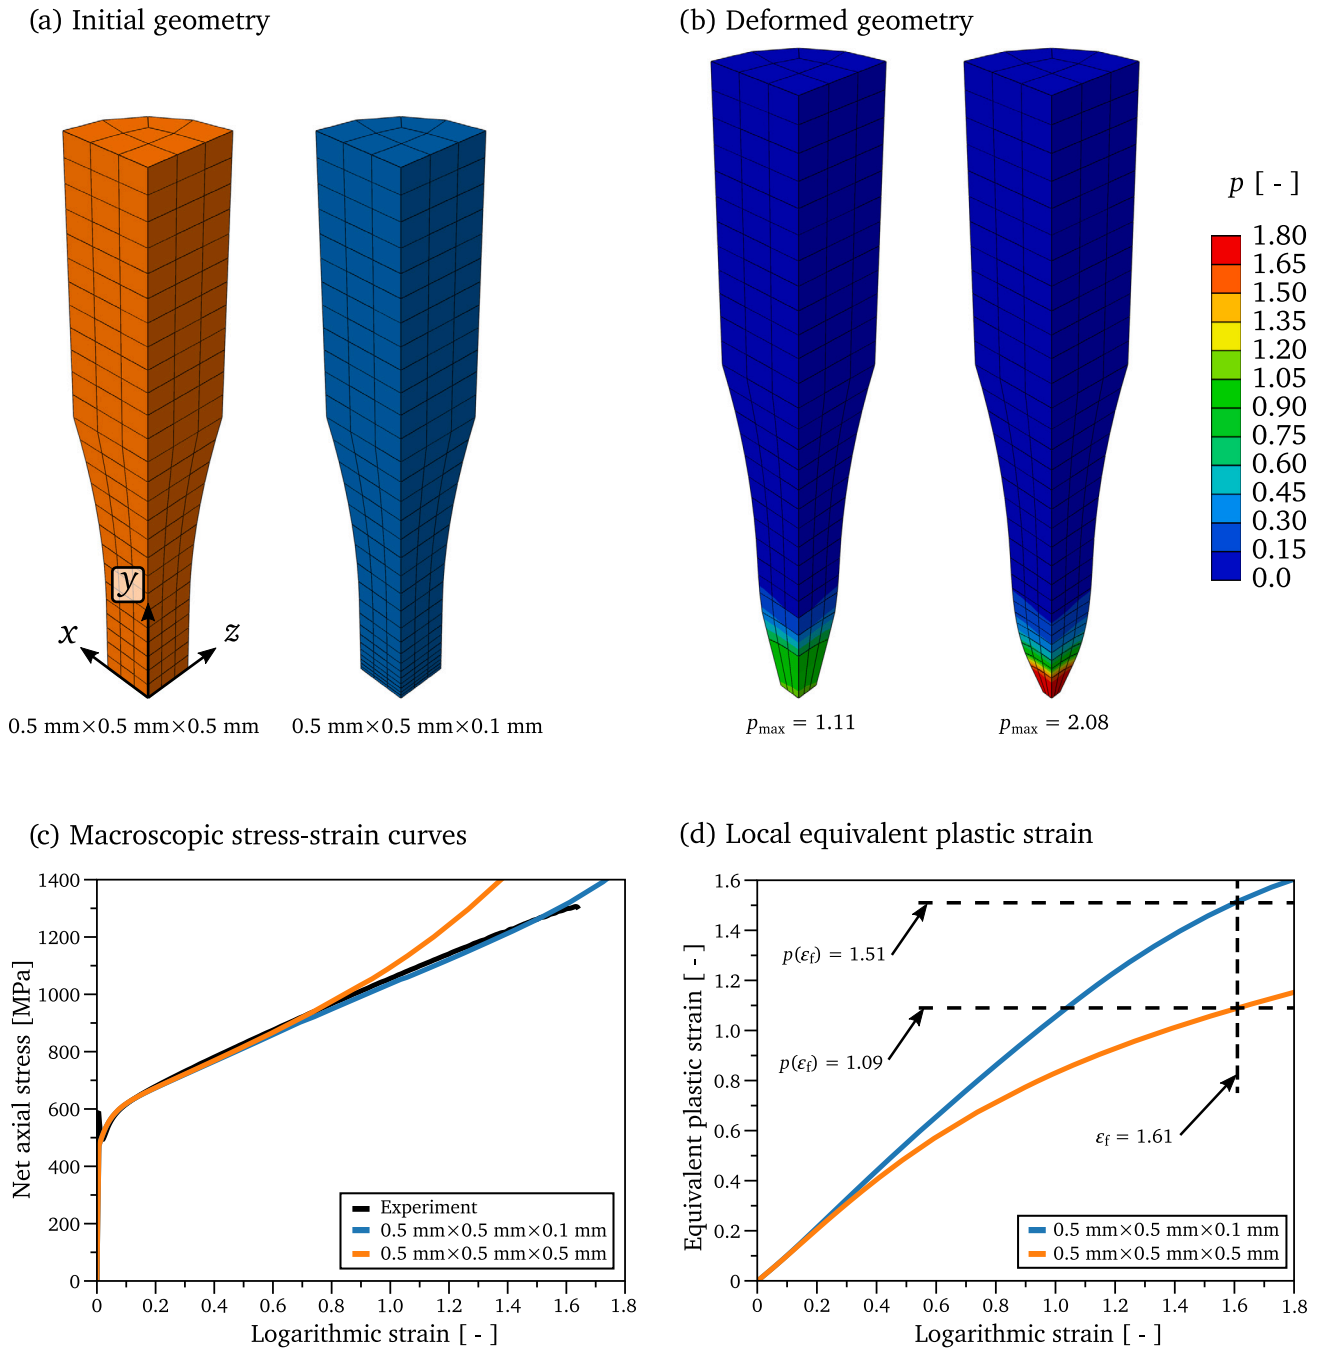 (a) Initial geometry
(b) Deformed geometry
y
x
z
0.5 mm×0.5 mm×0.5 mm
0.5 mm×0.5 mm×0.1 mm
p [ - ]
1.80
1.65
1.50
1.35
1.20
1.05
0.90
0.75
0.60
0.45
0.30
0.15
0.0
pmax = 1.11
pmax = 2.08
(c) Macroscopic stress-strain curves
Net axial stress [MPa]
1400
1200
1000
800
600
400
200
0
0 0.2 0.4 0.6 0.8 1.0 1.2 1.4 1.6 1.8
Logarithmic strain [ - ]
Experiment
0.5 mm×0.5 mm×0.1 mm
0.5 mm×0.5 mm×0.5 mm
(d) Local equivalent plastic strain
Equivalent plastic strain [ - ]
1.6
1.4
1.2
1.0
0.8
0.6
0.4
0.2
0
p(εf) = 1.51
p(εf) = 1.09
εf = 1.61
0.5 mm×0.5 mm×0.1 mm
0.5 mm×0.5 mm×0.5 mm
0 0.2 0.4 0.6 0.8 1.0 1.2 1.4 1.6 1.8
Logarithmic strain [ - ]